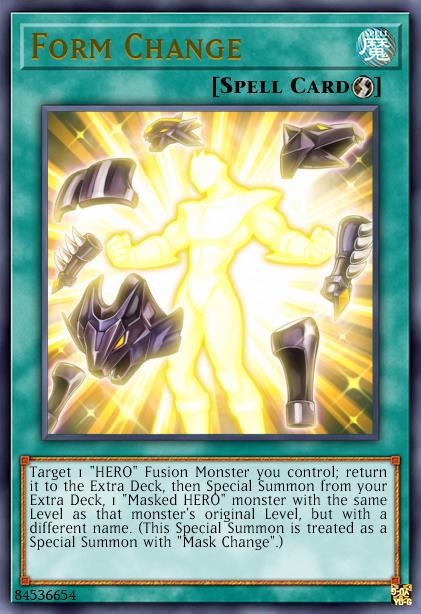 FORM CHANGE
SPELL
魔
[SPELL CARD]
Target 1 "HERO" Fusion Monster you control; return
it to the Extra Deck, then Special Summon from your
Extra Deck, 1 "Masked HERO" monster with the same
Level as that monster's original Level, but with a
different name. (This Special Summon is treated as a
Special Summon with "Mask Change".)
84536654